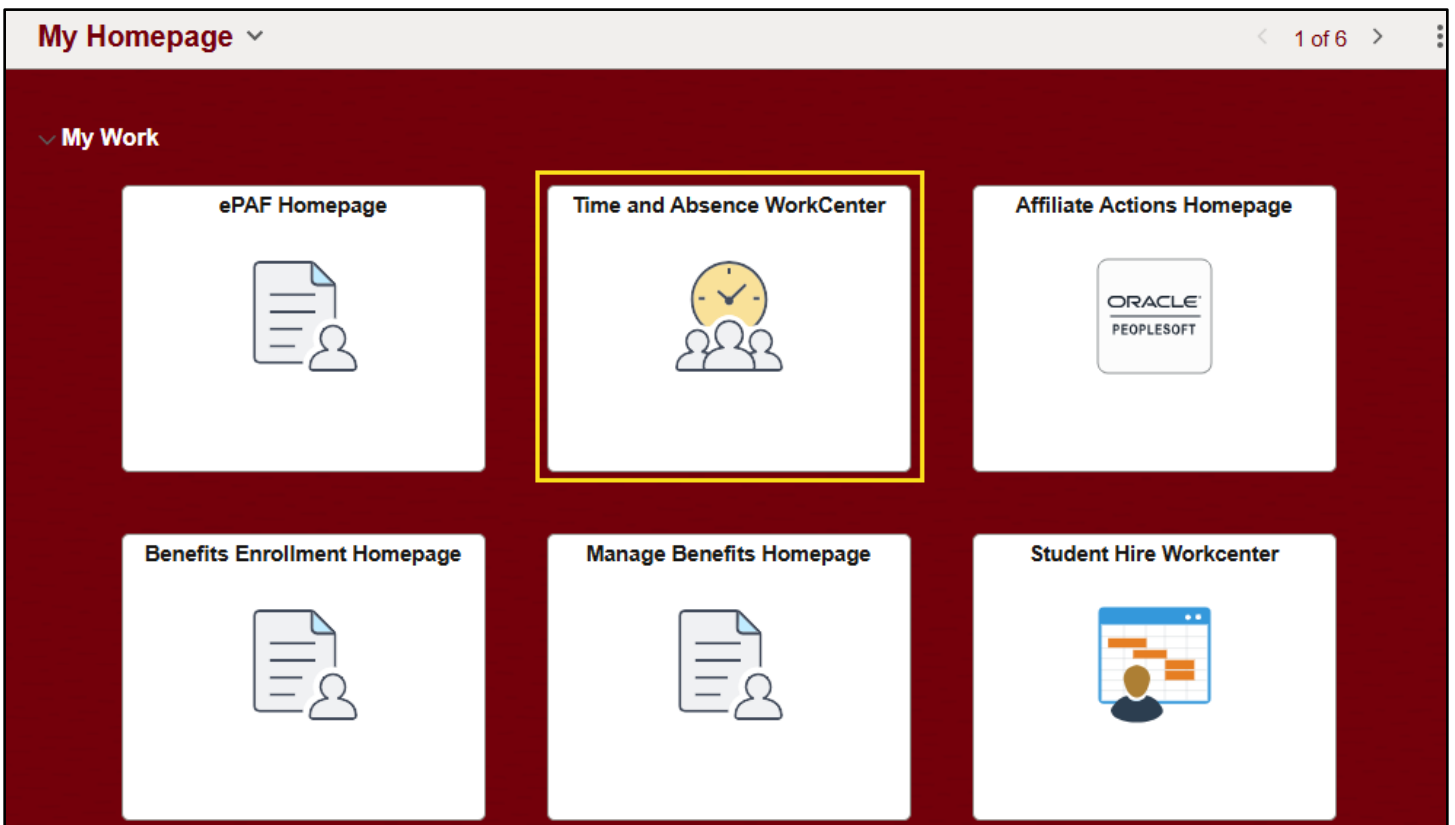 My Homepage
1 of 6
My Work
ePAF Homepage
Time and Absence WorkCenter
Affiliate Actions Homepage
ORACLE
PEOPLESOFT
Benefits Enrollment Homepage
Manage Benefits Homepage
Student Hire Workcenter